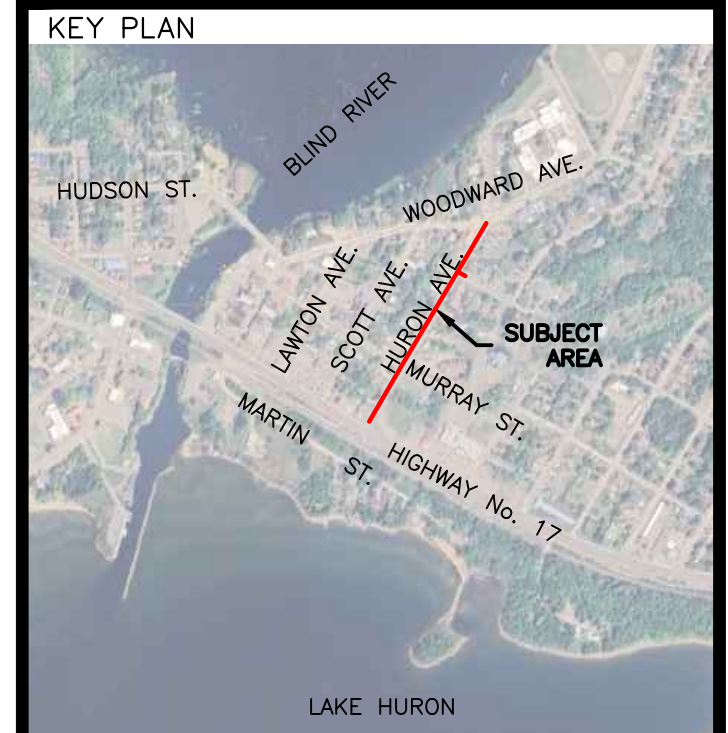 KEY PLAN
BLIND RIVER
HUDSON ST.
WOODWARD AVE.
LAWTON AVE.
SCOTT AVE.
HURON AVE.
SUBJECT
AREA
MURRAY ST.
MARTIN ST.
HIGHWAY No. 17
LAKE HURON